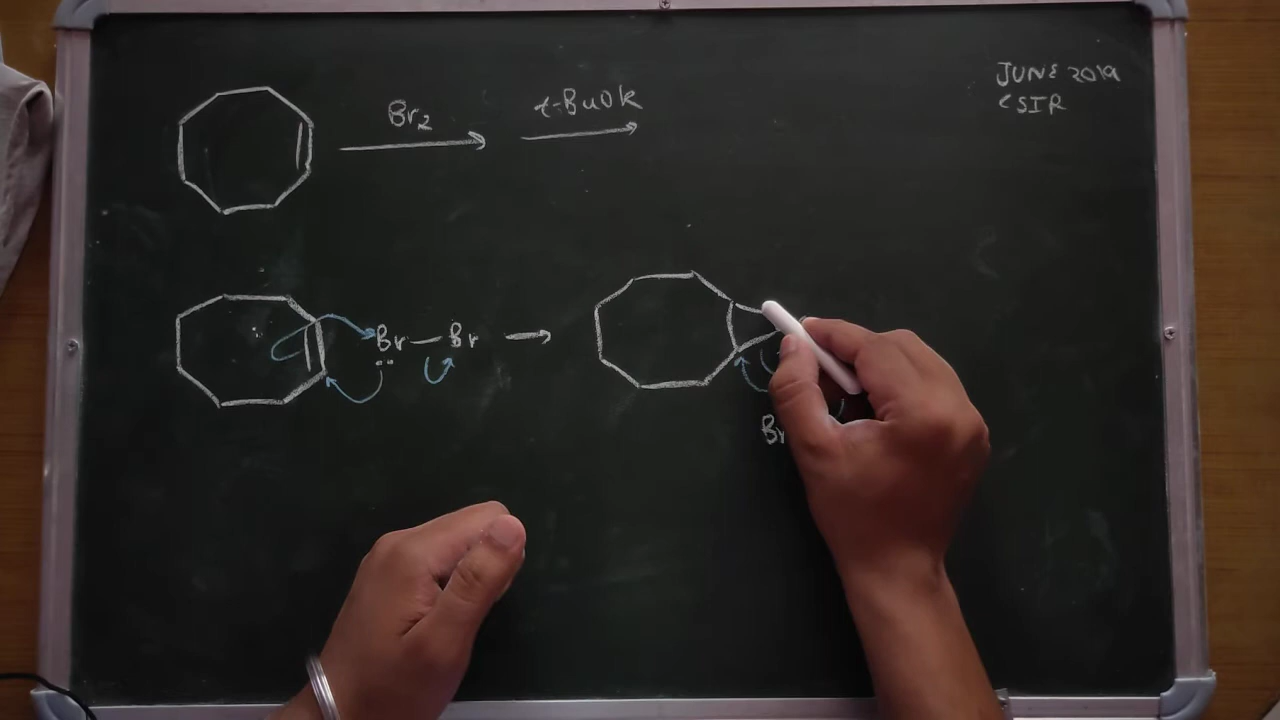 JUNE 2019
CSIR
Br₂ t-BuOk
Br — Br
Br